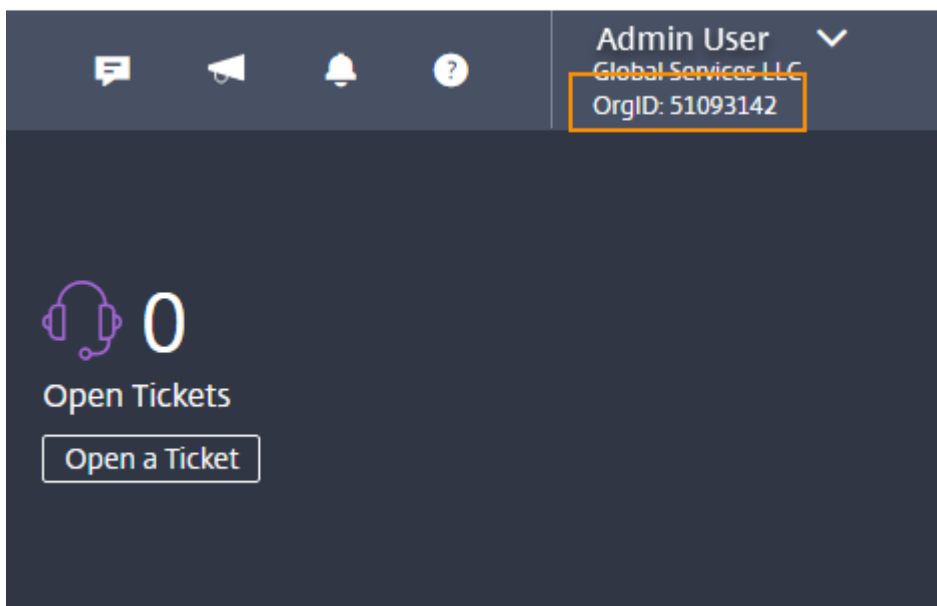 Admin User
Global Services LLC
OrgID: 51093142
0
Open Tickets
Open a Ticket